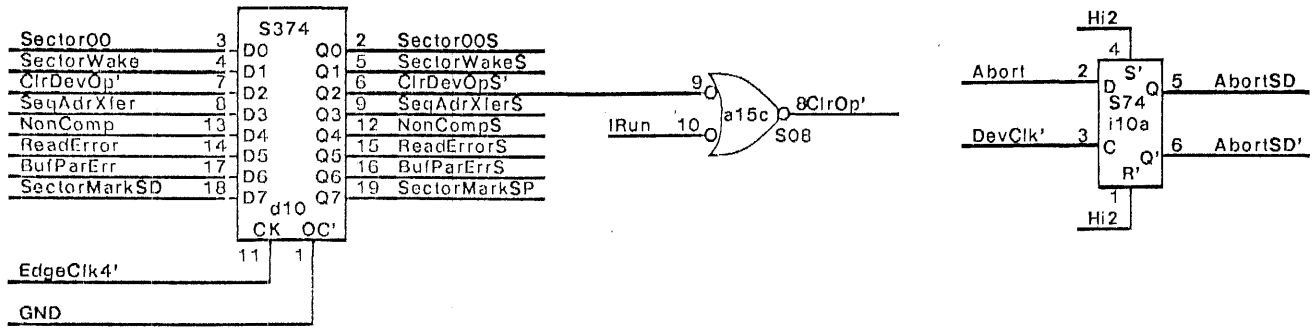 S374
Sector00 3 D0 Q0 2 Sector00S
SectorWake 4 D1 Q1 5 SectorWakeS
ClrDevOp' 7 D2 Q2 6 ClrDevOpS'
SeqAdrXfer 8 D3 Q3 9 SeqAdrXferS
NonComp 13 D4 Q4 12 NonCompS
ReadError 14 D5 Q5 15 ReadErrorS
BufParErr 17 D6 Q6 16 BufParErrS
SectorMarkSD 18 D7 Q7 19 SectorMarkSP
d10
CK OC'
11 1
EdgeClk4'
GND
9
a15c 8 ClrOp'
IRun 10
S08
Hi2
4
S'
Abort 2 D Q 5 AbortSD
S74
i10a
DevClk' 3 C Q' 6 AbortSD'
R'
1
Hi2